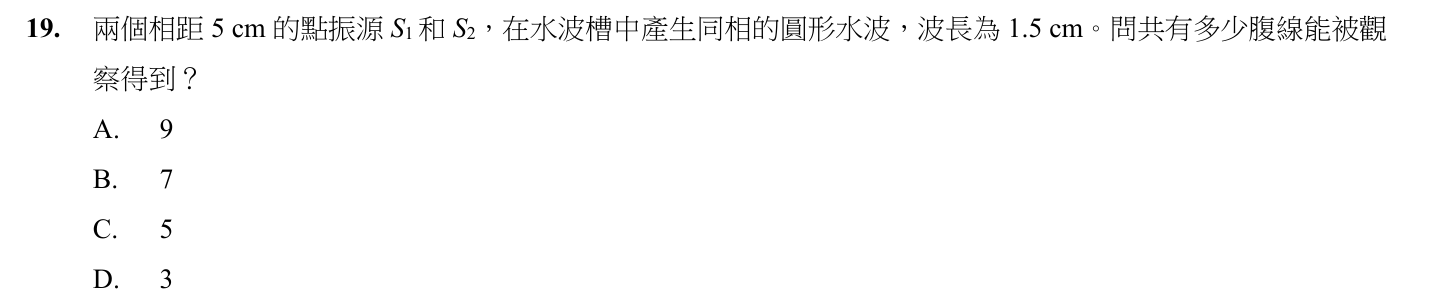 19. 兩個相距 5 cm 的點振源 S1 和 S2，在水波槽中產生同相的圓形水波，波長為 1.5 cm。問共有多少腹線能被觀
察得到？
A. 9
B. 7
C. 5
D. 3